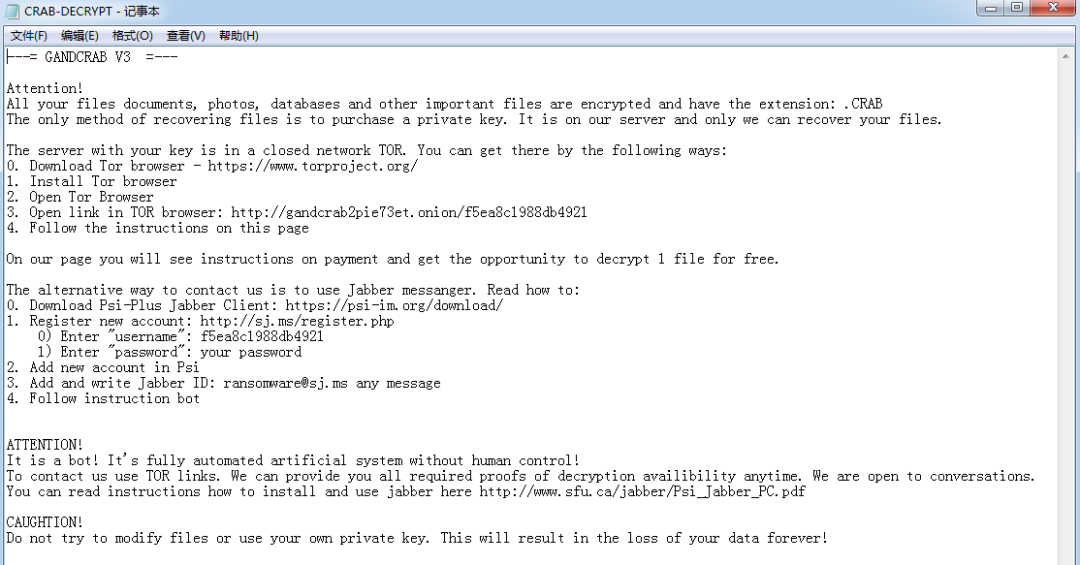 CRAB-DECRYPT - 记事本
文件(F) 编辑(E) 格式(O) 查看(V) 帮助(H)
---= GANDCRAB V3 =---
Attention!
All your files documents, photos, databases and other important files are encrypted and have the extension: .CRAB
The only method of recovering files is to purchase a private key. It is on our server and only we can recover your files.
The server with your key is in a closed network TOR. You can get there by the following ways:
0. Download Tor browser - https://www.torproject.org/
1. Install Tor browser
2. Open Tor Browser
3. Open link in TOR browser: http://gandcrab2pie73et.onion/f5ea8c1988db4921
4. Follow the instructions on this page
On our page you will see instructions on payment and get the opportunity to decrypt 1 file for free.
The alternative way to contact us is to use Jabber messanger. Read how to:
0. Download Psi-Plus Jabber Client: https://psi-im.org/download/
1. Register new account: http://sj.ms/register.php
0) Enter "username": f5ea8c1988db4921
1) Enter "password": your password
2. Add new account in Psi
3. Add and write Jabber ID: ransomware@sj.ms any message
4. Follow instruction bot
ATTENTION!
It is a bot! It's fully automated artificial system without human control!
To contact us use TOR links. We can provide you all required proofs of decryption availibility anytime. We are open to conversations.
You can read instructions how to install and use jabber here http://www.sfu.ca/jabber/Psi_Jabber_PC.pdf
CAUGHTION!
Do not try to modify files or use your own private key. This will result in the loss of your data forever!